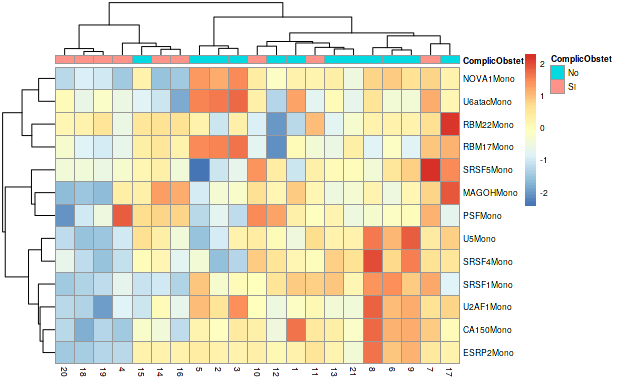 ComplicObstet
NOVA1Mono
U6atacMono
RBM22Mono
RBM17Mono
SRSF5Mono
MAGOHMono
PSFMono
U5Mono
SRSF4Mono
SRSF1Mono
U2AF1Mono
CA150Mono
ESRP2Mono
20 18 19 4 15 14 16 5 2 3 10 12 1 11 13 21 8 6 9 7 17
2
1
0
-1
-2
ComplicObstet
No
Si